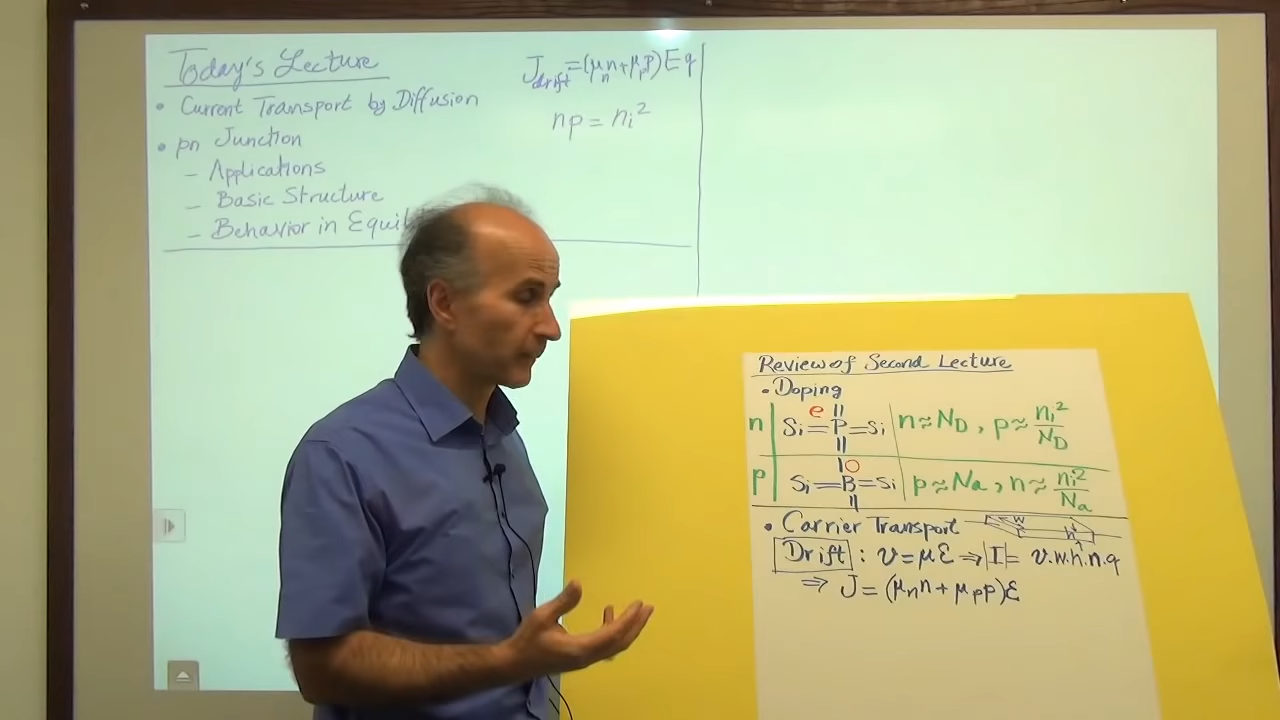 Today's Lecture
• Current Transport by Diffusion
• pn Junction
– Applications
– Basic Structure
– Behavior in
J_drift = (μ_n n + μ_p p) E q
np = n_i²
Review of Second Lecture
• Doping
n | Si = P = Si | n ≈ N_D , p ≈ n_i²/N_D
e
p | Si = B = Si | p ≈ N_a , n ≈ n_i²/N_a
• Carrier Transport
w
h
Drift : v = μℰ ⇒ |I| = v.w.h.n.q
⇒ J = (μ_n n + μ_p p)ℰ